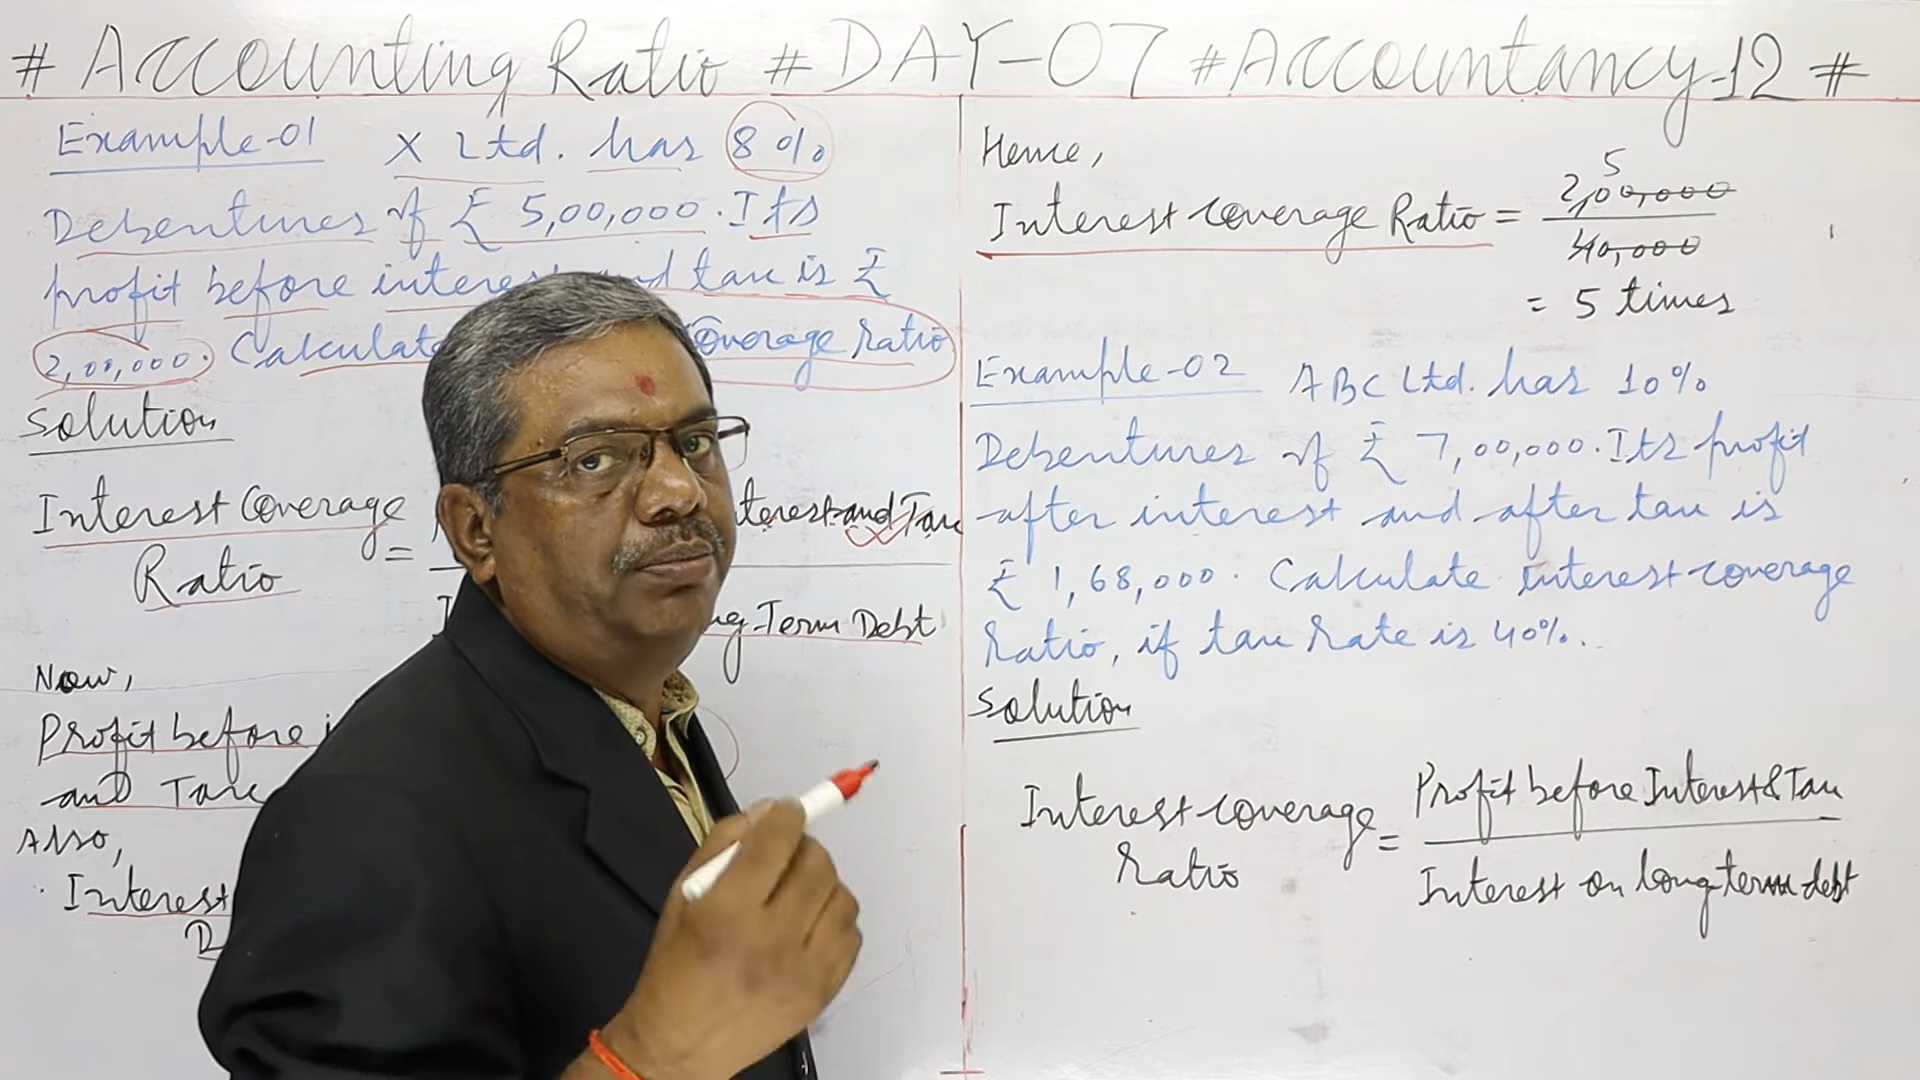 # Accounting Ratio # DAY-07 # Accountancy-12 #
Example-01 X Ltd. has 8%
Debentures of ₹ 5,00,000. Its
profit before and tax is ₹
2,00,000. Calculate Coverage Ratio
Solution
Interest Coverage
Ratio
=
and Tax
Term Debt
Now,
Profit before
and Tax
Also,
Interest
Hence,
Interest coverage Ratio = 2,00,000
40,000
5
= 5 times
Example-02 ABC Ltd. has 10%
Debentures of ₹ 7,00,000. Its profit
after interest and after tax is
₹ 1,68,000. Calculate interest coverage
Ratio, if tax rate is 40%.
Solution
Interest coverage
Ratio
= Profit before Interest & Tax
Interest on long-term debt